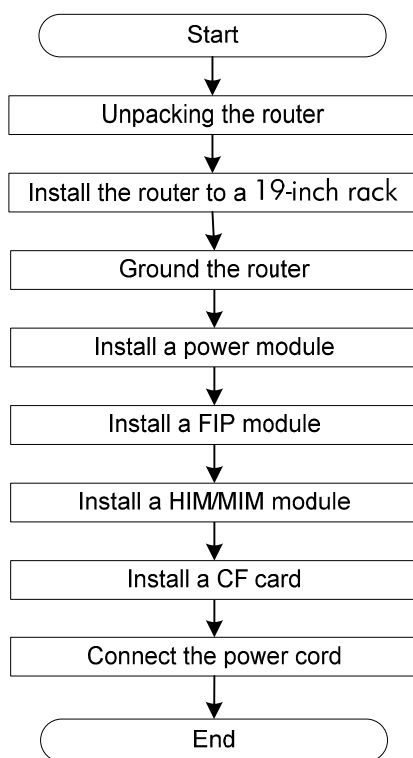 Start
Unpacking the router
Install the router to a 19-inch rack
Ground the router
Install a power module
Install a FIP module
Install a HIM/MIM module
Install a CF card
Connect the power cord
End